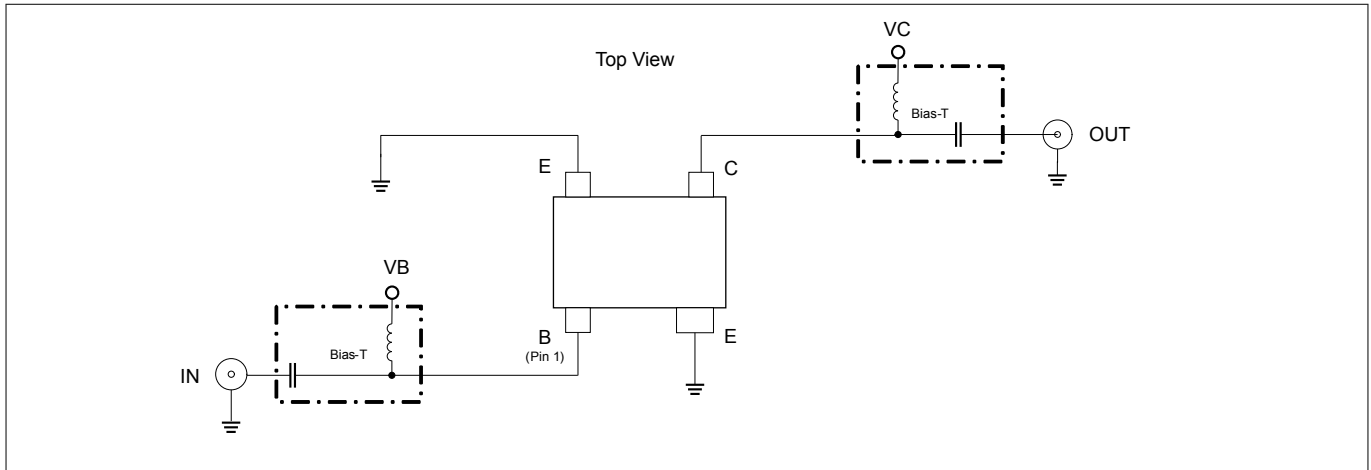 VC
Top View
Bias-T
OUT
E
C
VB
B
E
(Pin 1)
Bias-T
IN